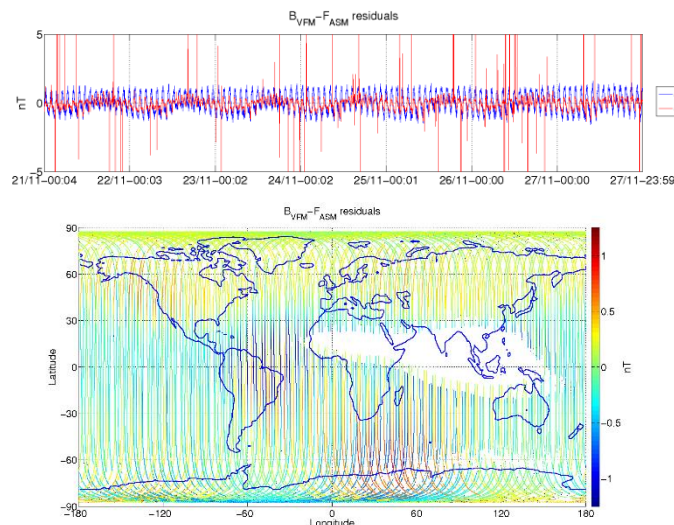 B_VFM−F_ASM residuals
5
nT
0
−5
21/11−00:04 22/11−00:03 23/11−00:02 24/11−00:02 25/11−00:01 26/11−00:00 27/11−00:00 27/11−23:59
B_VFM−F_ASM residuals
90
60
30
Latitude
0
−30
−60
−90
−180 −120 −60 0 60 120 180
Longitude
1
0.5
0
nT
−0.5
−1